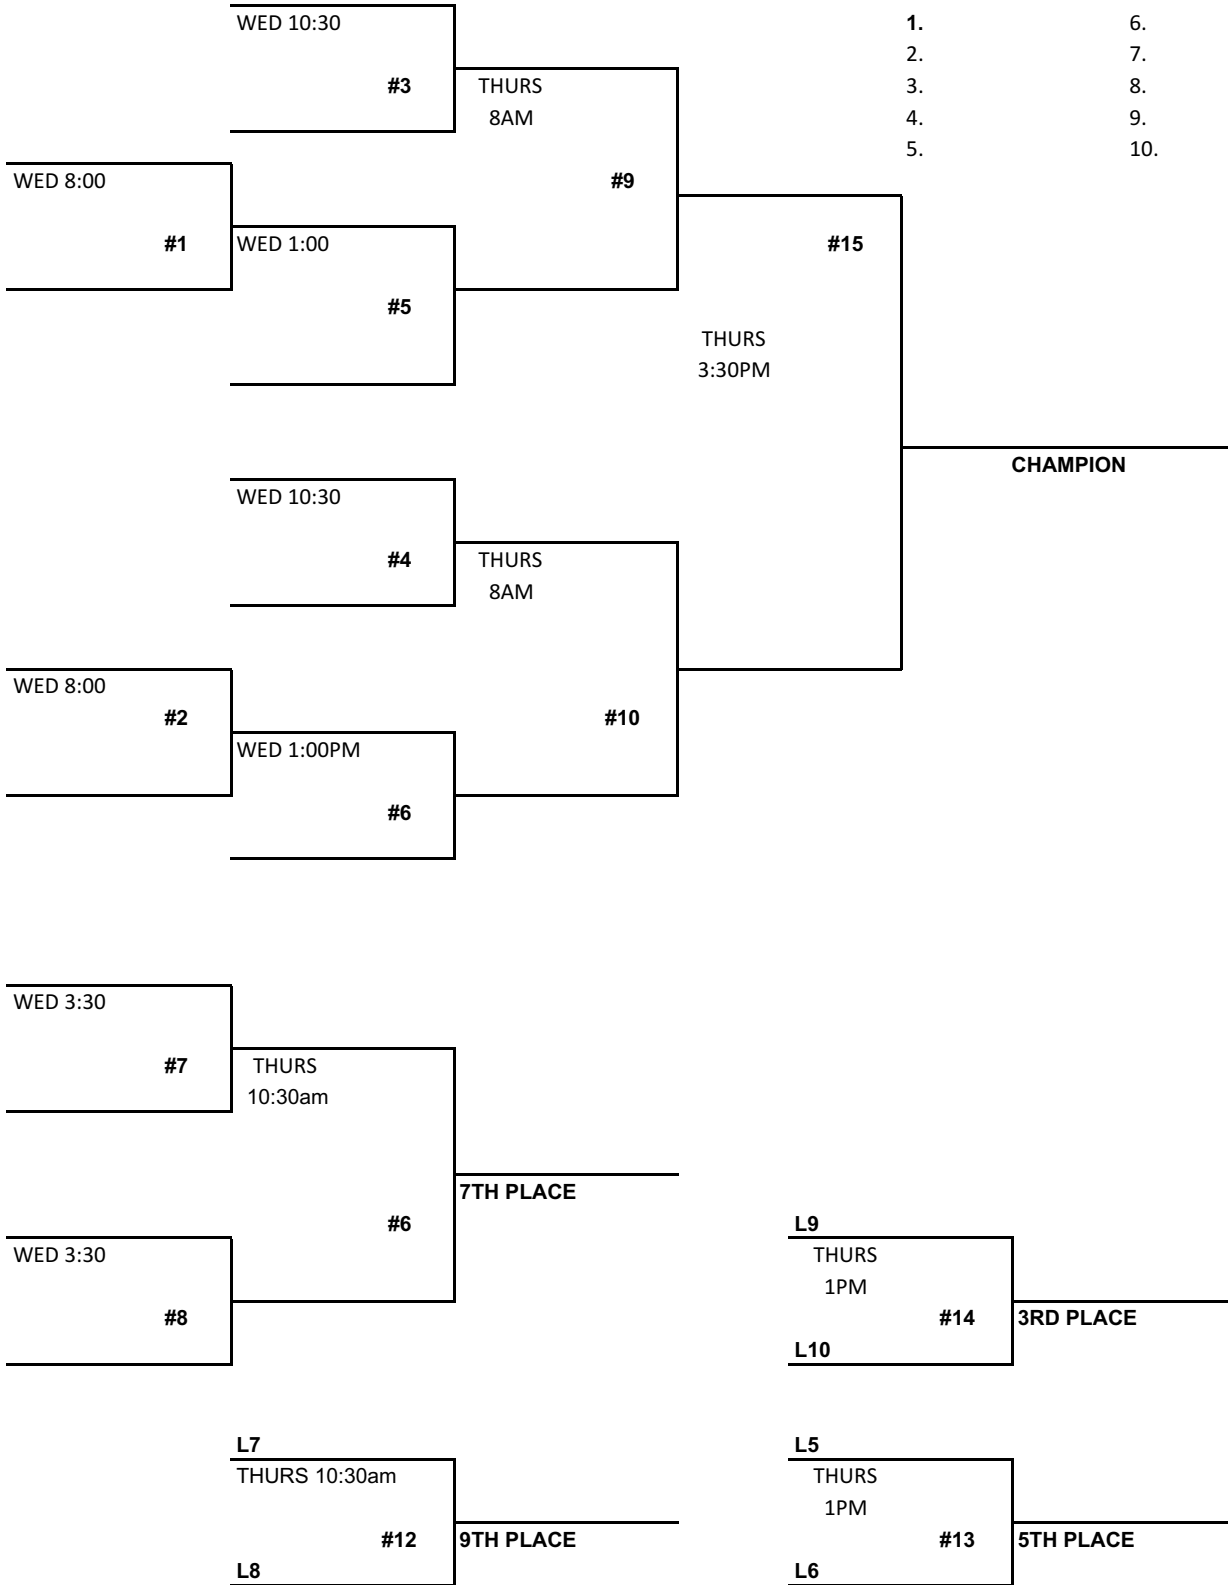 WED 10:30
1.
6.
2.
7.
#3
THURS
3.
8.
8AM
4.
9.
5.
10.
WED 8:00
#9
#1
WED 1:00
#15
#5
THURS
3:30PM
CHAMPION
WED 10:30
#4
THURS
8AM
WED 8:00
#2
#10
WED 1:00PM
#6
WED 3:30
#7
THURS
10:30am
7TH PLACE
#6
L9
WED 3:30
THURS
1PM
#8
#14
3RD PLACE
L10
L7
L5
THURS 10:30am
THURS
1PM
#12
9TH PLACE
#13
5TH PLACE
L8
L6